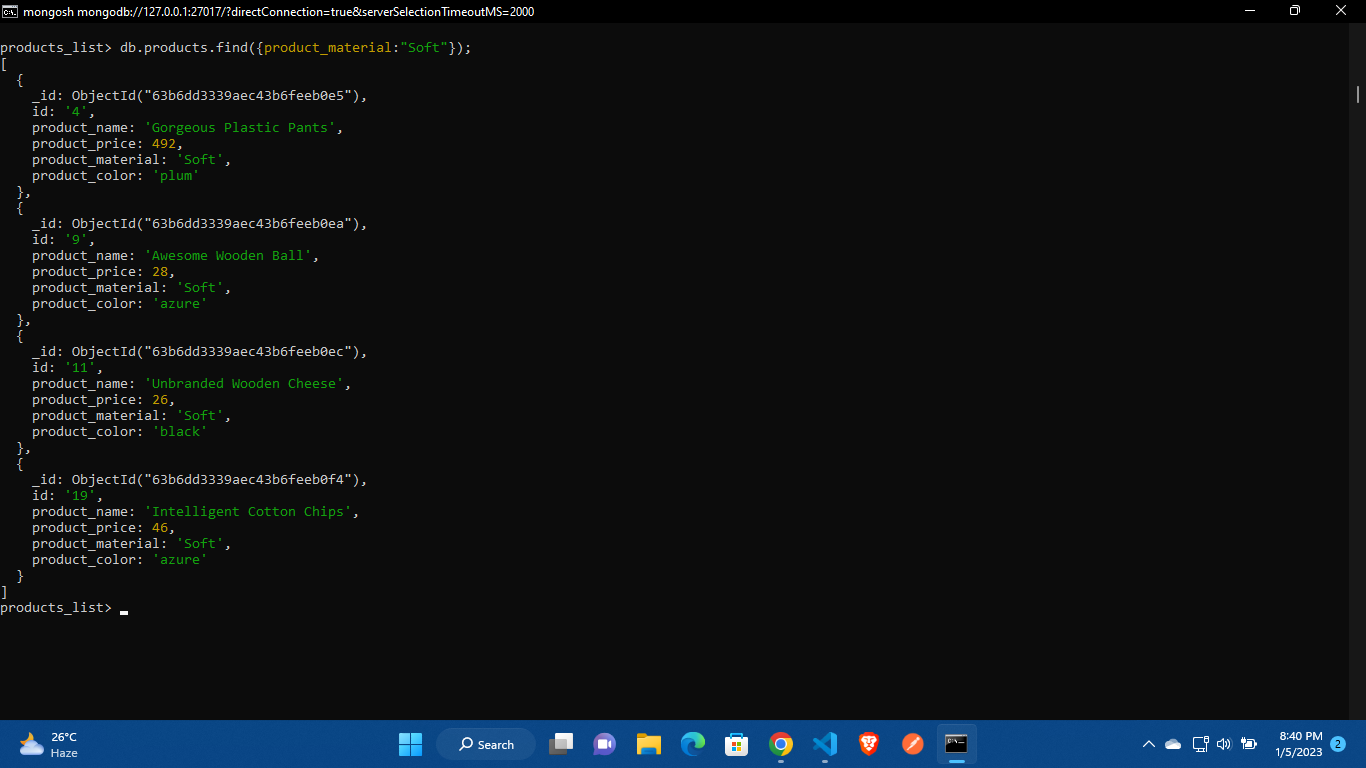 mongosh mongodb://127.0.0.1:27017/?directConnection=true&serverSelectionTimeoutMS=2000
products_list> db.products.find({product_material:"Soft"});
[
  {
    _id: ObjectId("63b6dd3339aec43b6feeb0e5"),
    id: '4',
    product_name: 'Gorgeous Plastic Pants',
    product_price: 492,
    product_material: 'Soft',
    product_color: 'plum'
  },
  {
    _id: ObjectId("63b6dd3339aec43b6feeb0ea"),
    id: '9',
    product_name: 'Awesome Wooden Ball',
    product_price: 28,
    product_material: 'Soft',
    product_color: 'azure'
  },
  {
    _id: ObjectId("63b6dd3339aec43b6feeb0ec"),
    id: '11',
    product_name: 'Unbranded Wooden Cheese',
    product_price: 26,
    product_material: 'Soft',
    product_color: 'black'
  },
  {
    _id: ObjectId("63b6dd3339aec43b6feeb0f4"),
    id: '19',
    product_name: 'Intelligent Cotton Chips',
    product_price: 46,
    product_material: 'Soft',
    product_color: 'azure'
  }
]
products_list>
26°C
Haze
Search
8:40 PM
1/5/2023
2